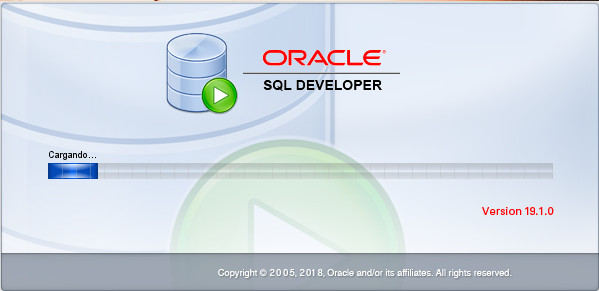 ORACLE®
SQL DEVELOPER
Cargando...
Version 19.1.0
Copyright © 2005, 2018, Oracle and/or its affiliates. All rights reserved.